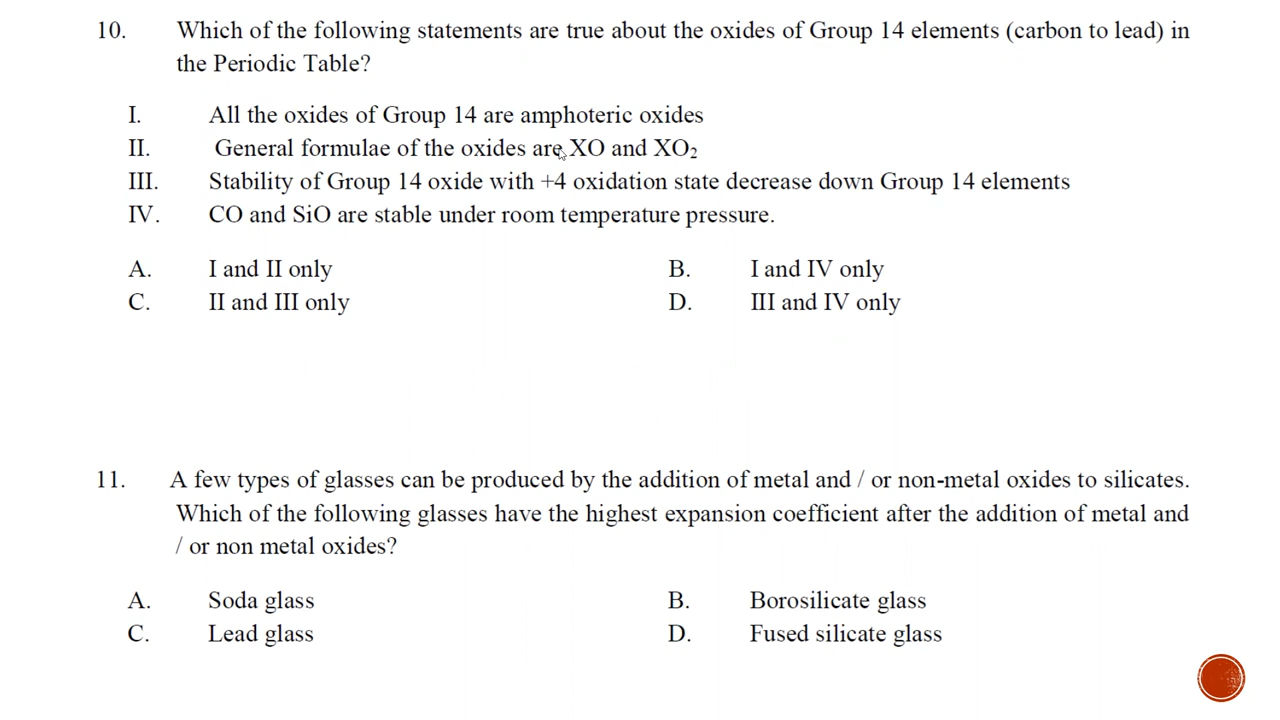 10. Which of the following statements are true about the oxides of Group 14 elements (carbon to lead) in
the Periodic Table?
I. All the oxides of Group 14 are amphoteric oxides
II. General formulae of the oxides are XO and XO₂
III. Stability of Group 14 oxide with +4 oxidation state decrease down Group 14 elements
IV. CO and SiO are stable under room temperature pressure.
A. I and II only B. I and IV only
C. II and III only D. III and IV only
11. A few types of glasses can be produced by the addition of metal and / or non-metal oxides to silicates.
Which of the following glasses have the highest expansion coefficient after the addition of metal and
/ or non metal oxides?
A. Soda glass B. Borosilicate glass
C. Lead glass D. Fused silicate glass